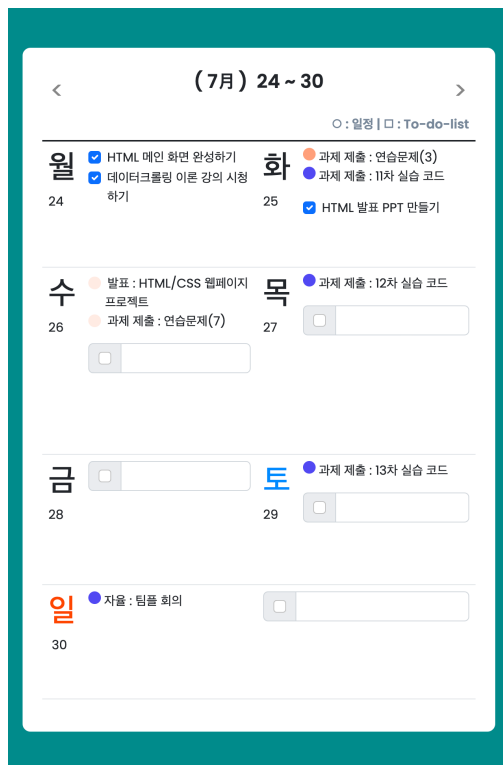 ( 7月 ) 24 ~ 30
○ : 일정 | □ : To-do-list
월
24
HTML 메인 화면 완성하기
데이터크롤링 이론 강의 시청
하기
화
25
과제 제출 : 연습문제(3)
과제 제출 : 11차 실습 코드
HTML 발표 PPT 만들기
수
26
발표 : HTML/CSS 웹페이지
프로젝트
과제 제출 : 연습문제(7)
목
27
과제 제출 : 12차 실습 코드
금
28
토
29
과제 제출 : 13차 실습 코드
일
30
자율 : 팀플 회의